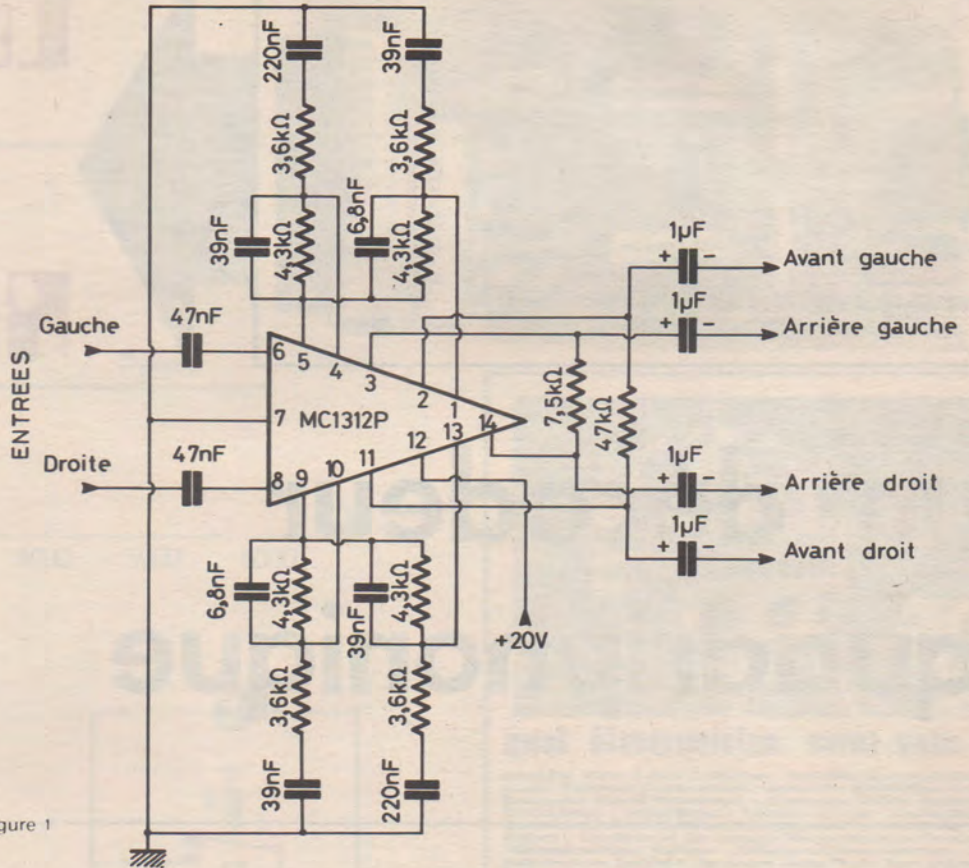 220nF
39nF
3,6kΩ
3,6kΩ
39nF
4,3kΩ
6,8nF
4,3kΩ
1µF
+ -
Avant gauche
1µF
+ -
Arrière gauche
ENTREES
Gauche
47nF
6
5
4
3
2
1
7
MC1312P
14
13
12
11
10
9
8
7,5kΩ
47kΩ
Droite
47nF
1µF
+ -
Arrière droit
1µF
+ -
Avant droit
6,8nF
4,3kΩ
39nF
4,3kΩ
+20V
3,6kΩ
3,6kΩ
39nF
220nF
gure 1